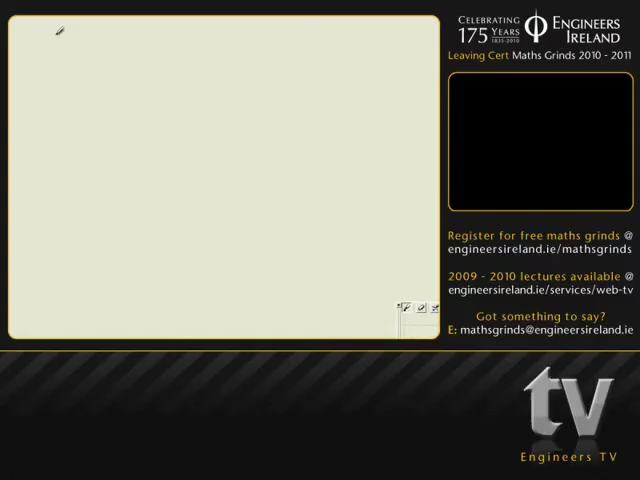 CELEBRATING
175 YEARS
1835-2010
ENGINEERS
IRELAND
Leaving Cert Maths Grinds 2010 - 2011
Register for free maths grinds @
engineersireland.ie/mathsgrinds
2009 - 2010 lectures available @
engineersireland.ie/services/web-tv
Got something to say?
E: mathsgrinds@engineersireland.ie
tv
Engineers TV